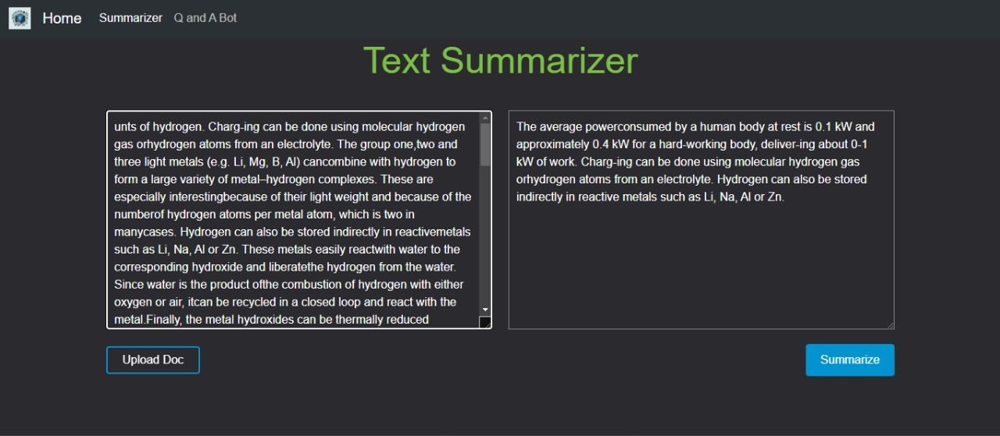 Home Summarizer Q and A Bot
Text Summarizer
unts of hydrogen. Charg-ing can be done using molecular hydrogen
gas orhydrogen atoms from an electrolyte. The group one,two and
three light metals (e.g. Li, Mg, B, Al) cancombine with hydrogen to
form a large variety of metal–hydrogen complexes. These are
especially interestingbecause of their light weight and because of the
numberof hydrogen atoms per metal atom, which is two in
manycases. Hydrogen can also be stored indirectly in reactivemetals
such as Li, Na, Al or Zn. These metals easily reactwith water to the
corresponding hydroxide and liberatethe hydrogen from the water.
Since water is the product ofthe combustion of hydrogen with either
oxygen or air, itcan be recycled in a closed loop and react with the
metal.Finally, the metal hydroxides can be thermally reduced
The average powerconsumed by a human body at rest is 0.1 kW and
approximately 0.4 kW for a hard-working body, deliver-ing about 0-1
kW of work. Charg-ing can be done using molecular hydrogen gas
orhydrogen atoms from an electrolyte. Hydrogen can also be stored
indirectly in reactive metals such as Li, Na, Al or Zn.
Upload Doc
Summarize